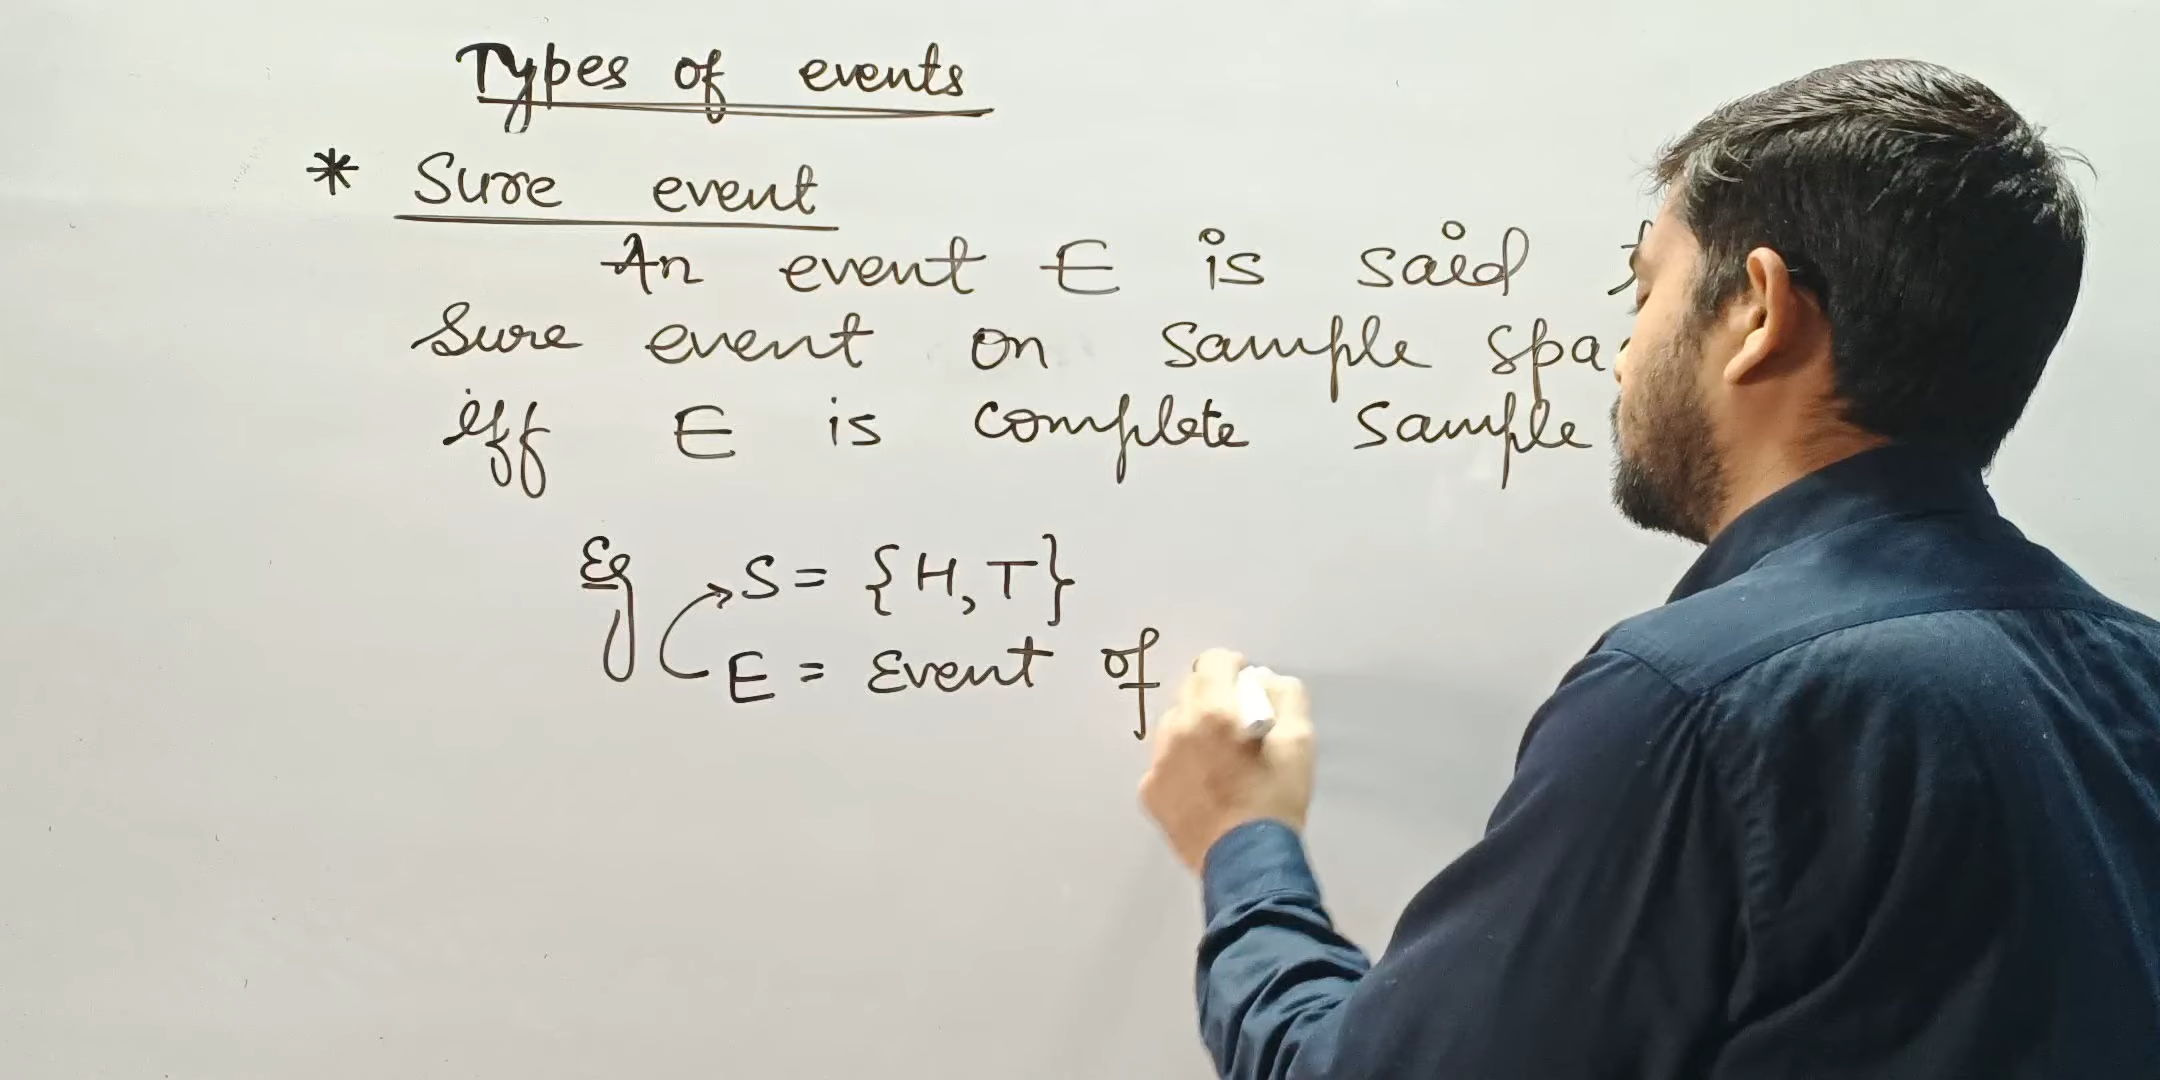 Types of events
* Sure event
An event E is said
Sure event on sample spa
iff E is complete sample
Eg S = {H, T}
E = Event of